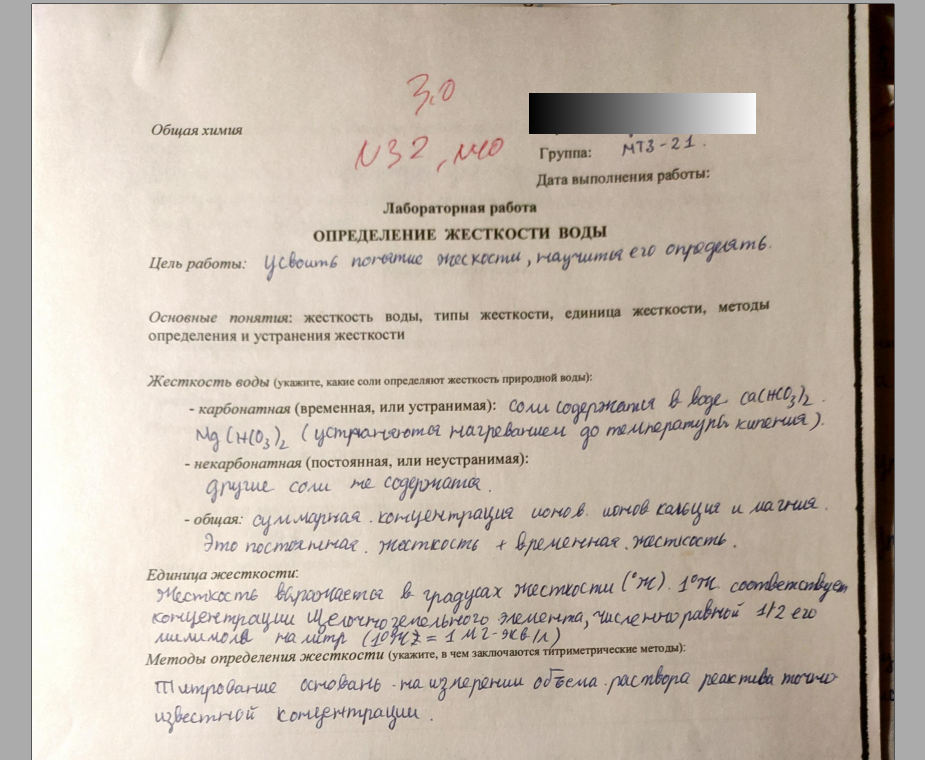 3,0
Общая химия
N32, N40
Группа: МТЗ-21.
Дата выполнения работы:
Лабораторная работа
ОПРЕДЕЛЕНИЕ ЖЕСТКОСТИ ВОДЫ
Цель работы: Усвоить понятие жескости, научиться его определять.
Основные понятия: жесткость воды, типы жесткости, единица жесткости, методы
определения и устранения жесткости
Жесткость воды (укажите, какие соли определяют жесткость природной воды):
- карбонатная (временная, или устранимая): соли содержатся в воде Ca(HCO3)2.
Mg(HCO3)2 (устраняются нагреванием до температуры кипения).
- некарбонатная (постоянная, или неустранимая):
другие соли не содержатся.
- общая: суммарная концентрация ионов ионов кальция и магния.
Это постоянная жесткость + временная жесткость.
Единица жесткости:
Жесткость выражается в градусах жесткости (°Ж). 1°Ж соответствует
концентрации щелочноземельного элемента, численно равной 1/2 его
миллимоля на литр (1°Ж = 1 мг-экв/л)
Методы определения жесткости (укажите, в чем заключаются титриметрические методы):
Титрование основань на измерении объема раствора реактива точно
известной концентрации.